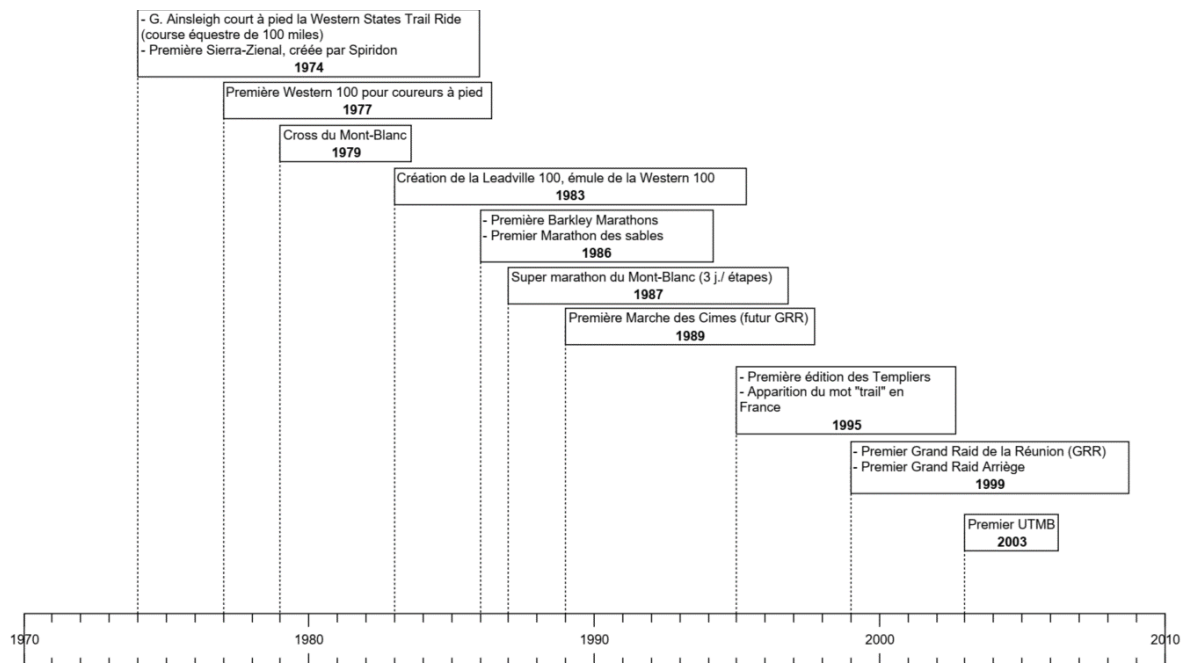 - G. Ainsleigh court à pied la Western States Trail Ride
(course équestre de 100 miles)
- Première Sierra-Zienal, créée par Spiridon
1974
Première Western 100 pour coureurs à pied
1977
Cross du Mont-Blanc
1979
Création de la Leadville 100, émule de la Western 100
1983
- Première Barkley Marathons
- Premier Marathon des sables
1986
Super marathon du Mont-Blanc (3 j./ étapes)
1987
Première Marche des Cimes (futur GRR)
1989
- Première édition des Templiers
- Apparition du mot "trail" en
France
1995
- Premier Grand Raid de la Réunion (GRR)
- Premier Grand Raid Arriège
1999
Premier UTMB
2003
1970 1980 1990 2000 2010